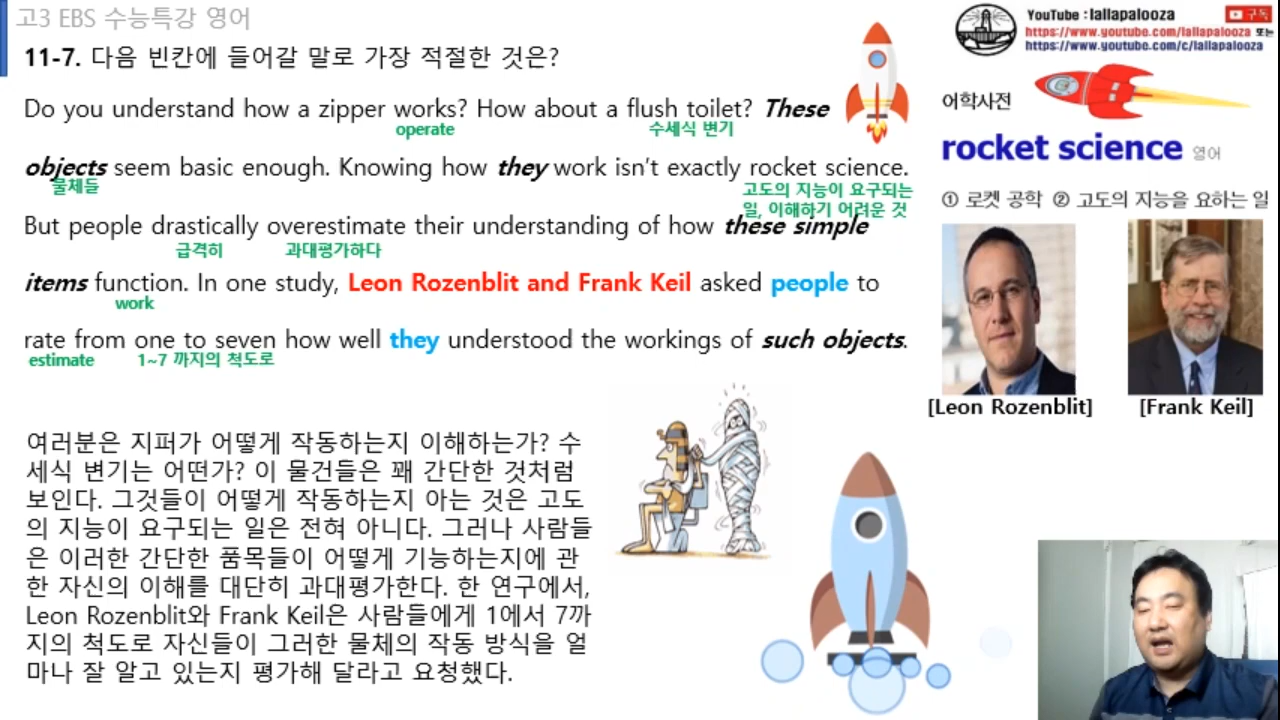 고3 EBS 수능특강 영어
11-7. 다음 빈칸에 들어갈 말로 가장 적절한 것은?
Do you understand how a zipper works? How about a flush toilet? These
operate
수세식 변기
objects seem basic enough. Knowing how they work isn't exactly rocket science.
물체들
고도의 지능이 요구되는
일, 이해하기 어려운 것
But people drastically overestimate their understanding of how these simple
급격히
과대평가하다
items function. In one study, Leon Rozenblit and Frank Keil asked people to
work
rate from one to seven how well they understood the workings of such objects.
estimate
1~7 까지의 척도로
여러분은 지퍼가 어떻게 작동하는지 이해하는가? 수
세식 변기는 어떤가? 이 물건들은 꽤 간단한 것처럼
보인다. 그것들이 어떻게 작동하는지 아는 것은 고도
의 지능이 요구되는 일은 전혀 아니다. 그러나 사람들
은 이러한 간단한 품목들이 어떻게 기능하는지에 관
한 자신의 이해를 대단히 과대평가한다. 한 연구에서,
Leon Rozenblit와 Frank Keil은 사람들에게 1에서 7까
지의 척도로 자신들이 그러한 물체의 작동 방식을 얼
마나 잘 알고 있는지 평가해 달라고 요청했다.
YouTube : lallapalooza
구독
https://www.youtube.com/lallapalooza 또는
https://www.youtube.com/c/lallapalooza
어학사전
rocket science 영어
① 로켓 공학 ② 고도의 지능을 요하는 일
[Leon Rozenblit]
[Frank Keil]